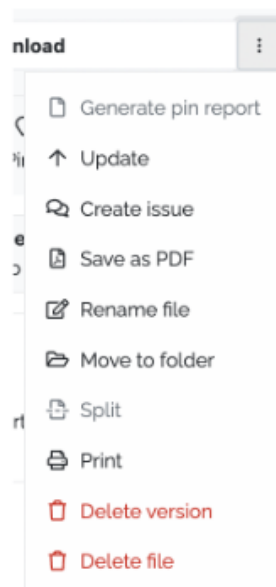 nload
Generate pin report
Update
Create issue
Save as PDF
Rename file
Move to folder
Split
Print
Delete version
Delete file